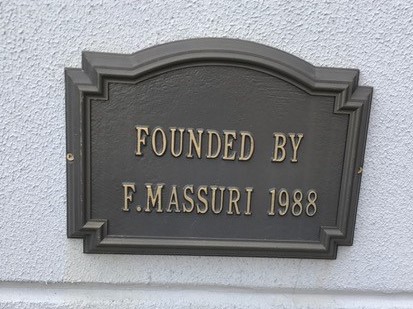 FOUNDED BY
F.MASSURI 1988